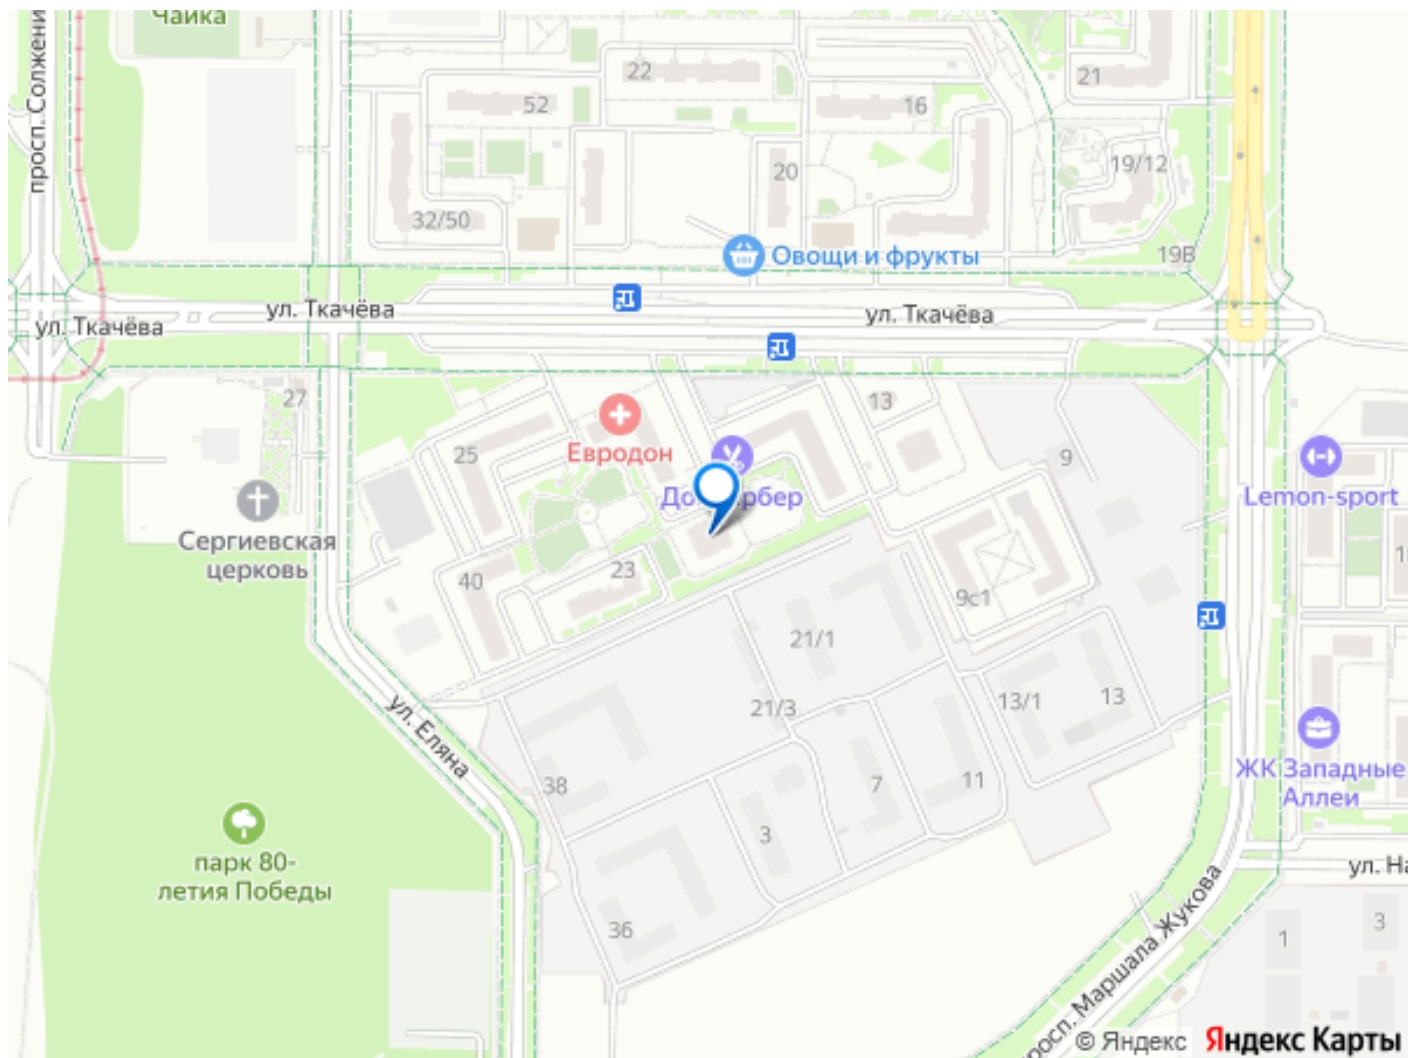 Чайка
просп. Солжени
22
21
52
16
19/12
20
32/50
19В
Овощи и фрукты
ул. Ткачёва
ул. Ткачёва
ул. Ткачёва
27
13
25
Евродон
9
Lemon-sport
Сергиевская
церковь
40
23
9с1
21/1
21/3
13/1
13
ул. Еляна
38
7
11
3
ЖК Западные
Аллеи
парк 80-
летия Победы
36
ул. На
1
3
просп. Маршала Жукова
© Яндекс Яндекс Карты